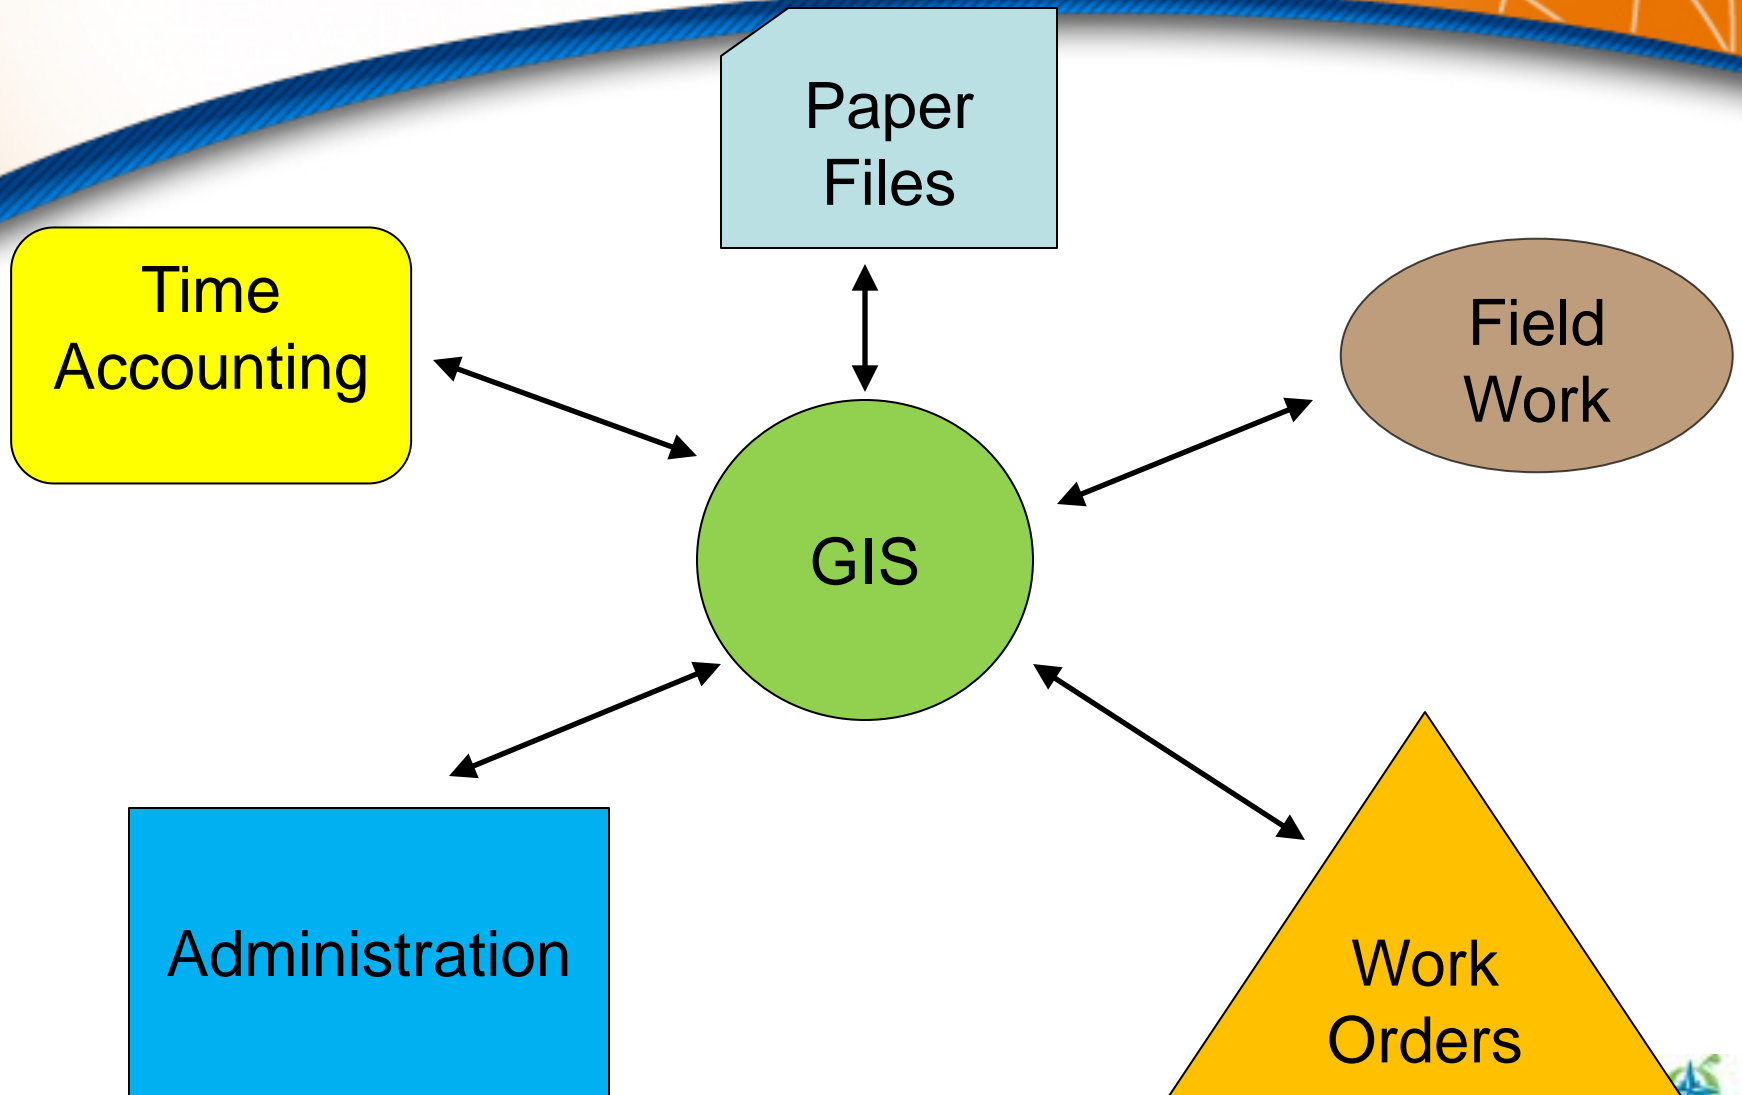 Paper
Files
Time
Accounting
Field
Work
GIS
Administration
Work
Orders